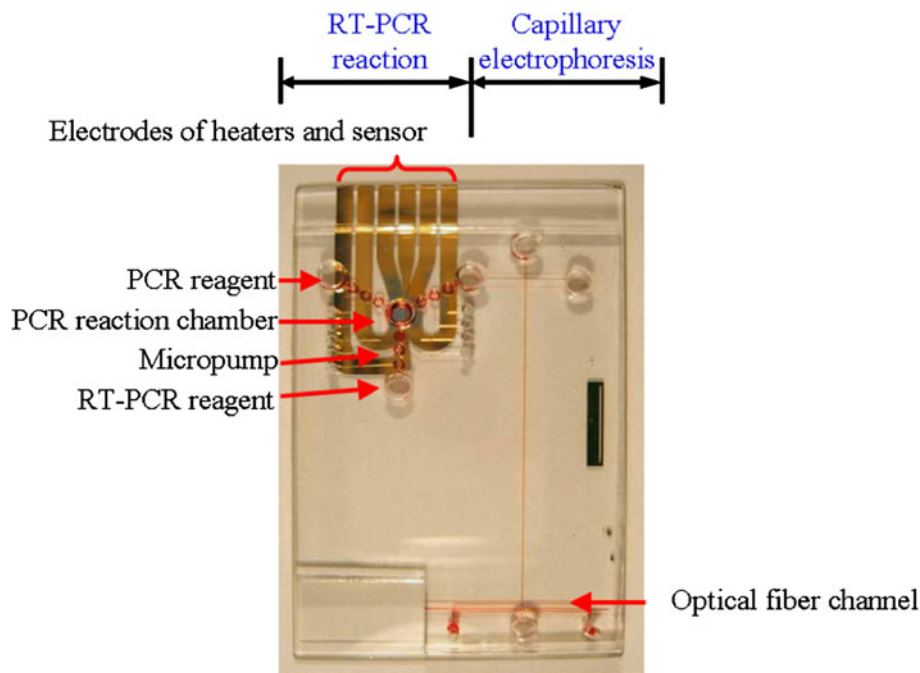 RT-PCR
reaction
Capillary
electrophoresis
Electrodes of heaters and sensor
PCR reagent
PCR reaction chamber
Micropump
RT-PCR reagent
Optical fiber channel